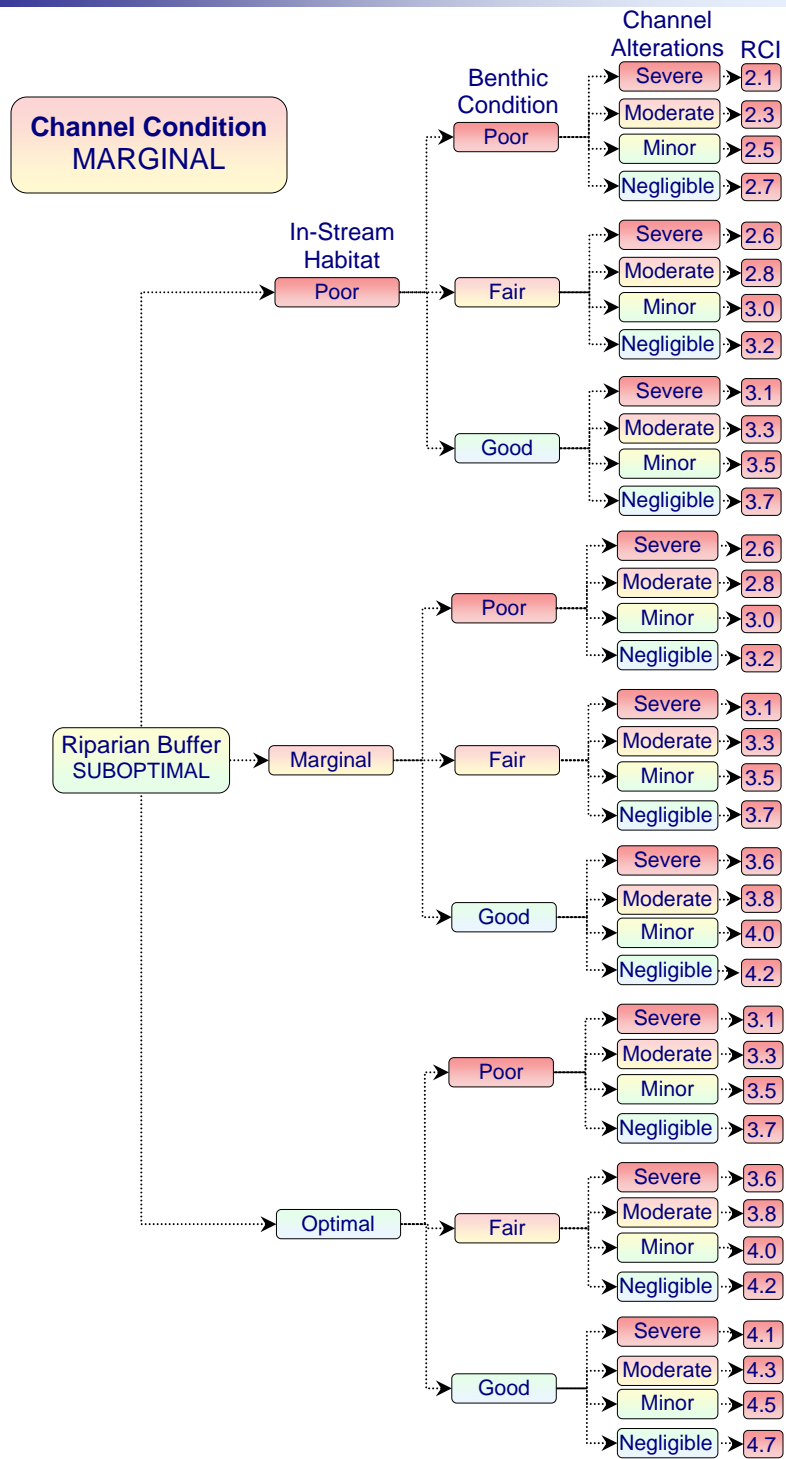 Channel
Alterations RCI
Benthic
Condition
Channel Condition
MARGINAL
In-Stream
Habitat
Riparian Buffer
SUBOPTIMAL
Poor
Poor
Severe 2.1
Moderate 2.3
Minor 2.5
Negligible 2.7
Fair
Severe 2.6
Moderate 2.8
Minor 3.0
Negligible 3.2
Good
Severe 3.1
Moderate 3.3
Minor 3.5
Negligible 3.7
Marginal
Poor
Severe 2.6
Moderate 2.8
Minor 3.0
Negligible 3.2
Fair
Severe 3.1
Moderate 3.3
Minor 3.5
Negligible 3.7
Good
Severe 3.6
Moderate 3.8
Minor 4.0
Negligible 4.2
Optimal
Poor
Severe 3.1
Moderate 3.3
Minor 3.5
Negligible 3.7
Fair
Severe 3.6
Moderate 3.8
Minor 4.0
Negligible 4.2
Good
Severe 4.1
Moderate 4.3
Minor 4.5
Negligible 4.7